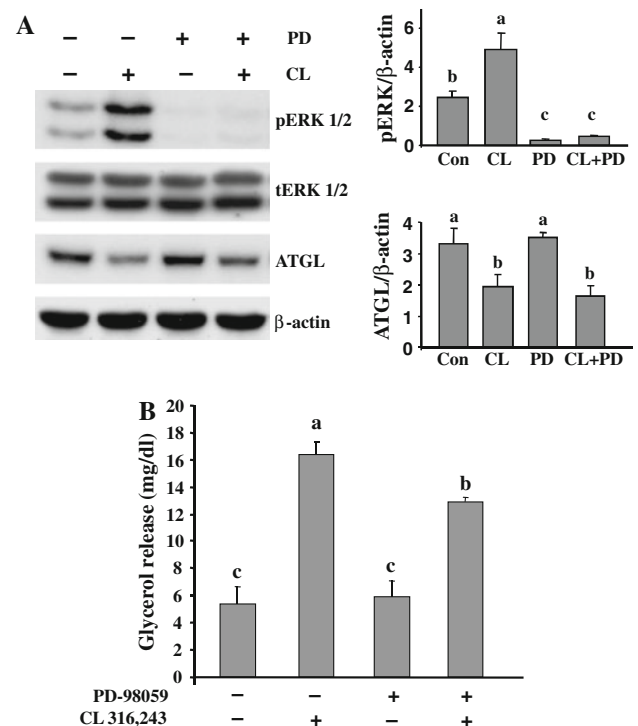 A
− − + + PD
− + − + CL
pERK 1/2
tERK 1/2
ATGL
β-actin
pERK/β-actin
6
4
2
0
b
a
c
c
Con CL PD CL+PD
ATGL/β-actin
4
3
2
1
0
a
b
a
b
Con CL PD CL+PD
B
Glycerol release (mg/dl)
20
18
16
14
12
10
8
6
4
2
0
c
a
c
b
PD-98059 − − + +
CL 316,243 − + − +